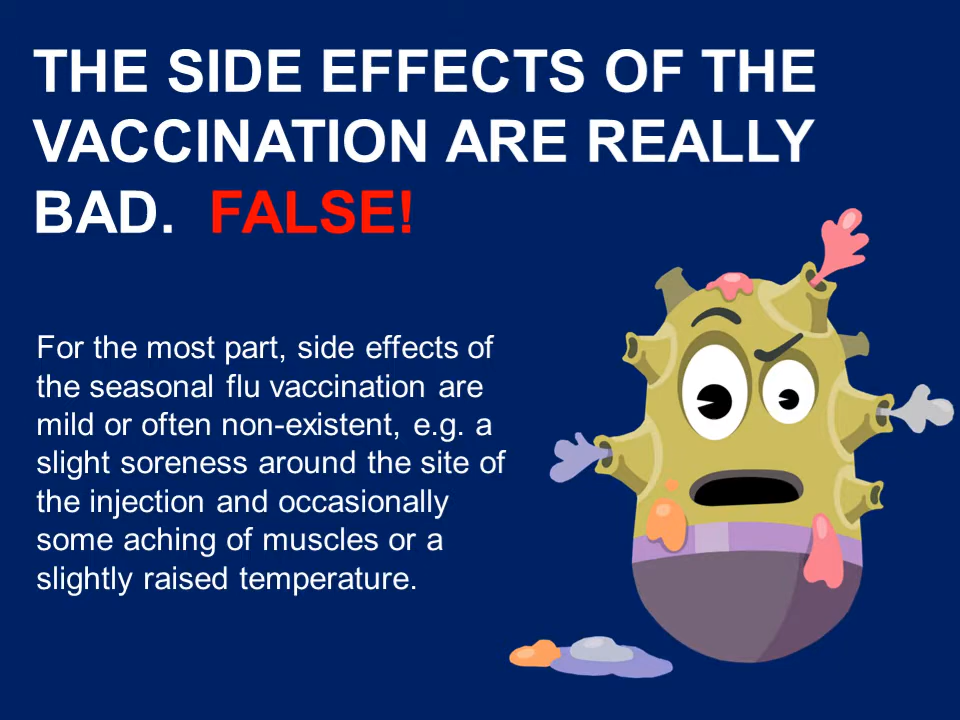 THE SIDE EFFECTS OF THE
VACCINATION ARE REALLY
BAD. FALSE!
For the most part, side effects of
the seasonal flu vaccination are
mild or often non-existent, e.g. a
slight soreness around the site of
the injection and occasionally
some aching of muscles or a
slightly raised temperature.